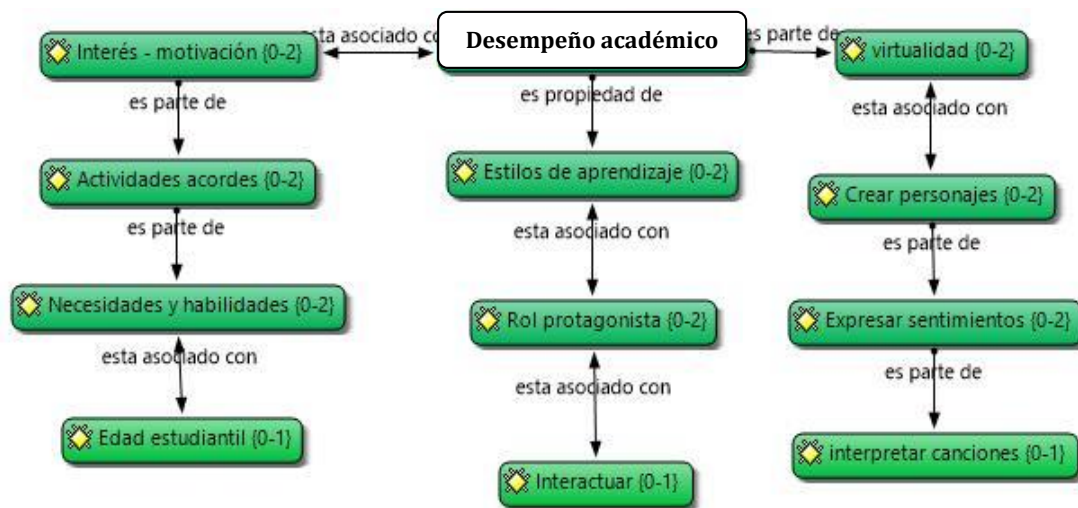 Desempeño académico
esta asociado co
es parte de
Interés - motivación {0-2}
virtualidad {0-2}
es parte de
es propiedad de
esta asociado con
Actividades acordes {0-2}
Estilos de aprendizaje {0-2}
Crear personajes {0-2}
es parte de
esta asociado con
es parte de
Necesidades y habilidades {0-2}
Rol protagonista {0-2}
Expresar sentimientos {0-2}
esta asociado con
esta asociado con
es parte de
Edad estudiantil {0-1}
Interactuar {0-1}
interpretar canciones {0-1}